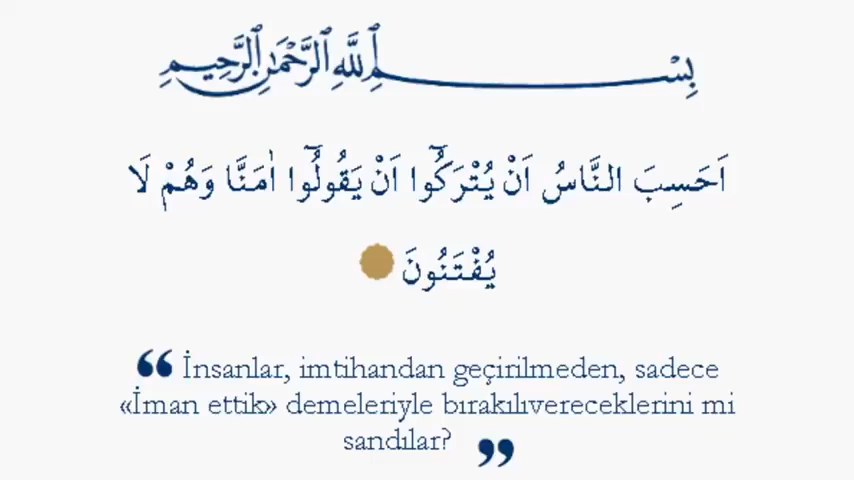 بِسْمِ اللّٰهِ الرَّحْمٰنِ الرَّحِيمِ
اَحَسِبَ النَّاسُ اَنْ يُتْرَكُٓوا اَنْ يَقُولُٓوا اٰمَنَّا وَهُمْ لَا
يُفْتَنُونَ
“ İnsanlar, imtihandan geçirilmeden, sadece
«İman ettik» demeleriyle bırakılıvereceklerini mi
sandılar? ”